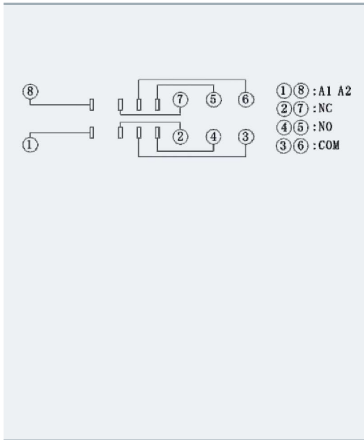 ⑧
⑦ ⑤ ⑥
① ② ④ ③
①⑧:A1 A2
②⑦:NC
④⑤:NO
③⑥:COM